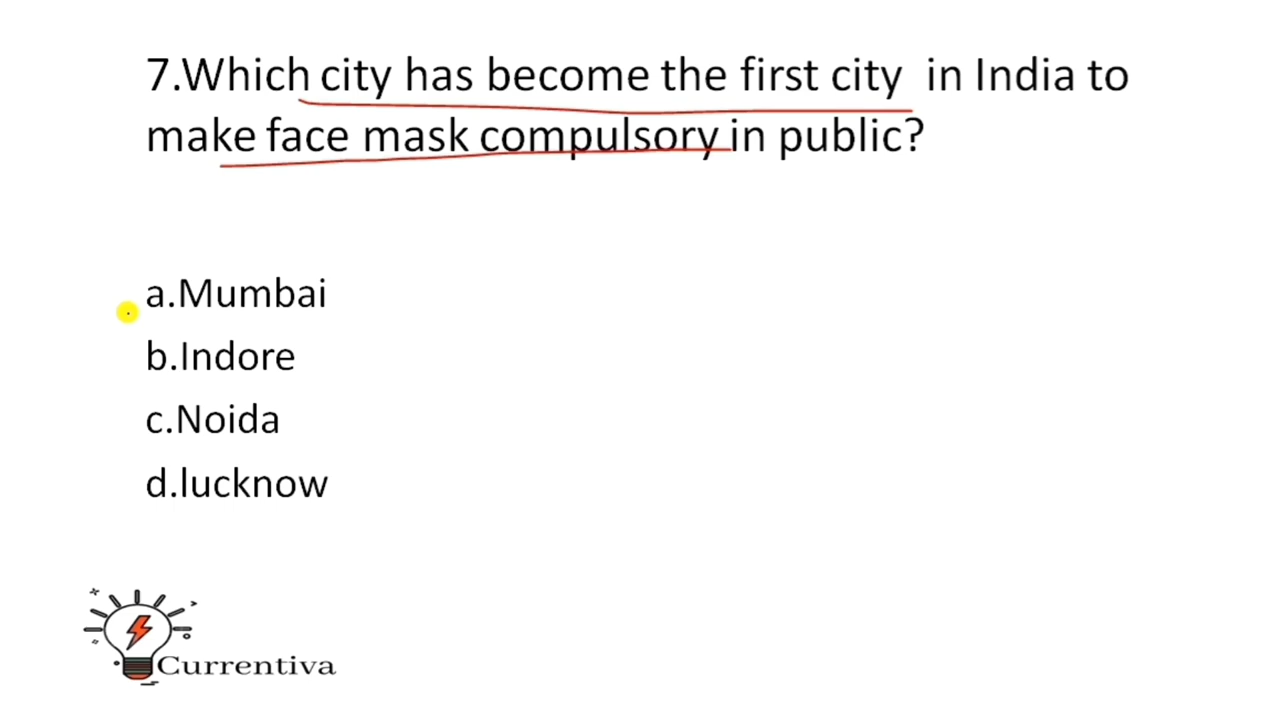 7.Which city has become the first city in India to
make face mask compulsory in public?
a.Mumbai
b.Indore
c.Noida
d.lucknow
Currentiva